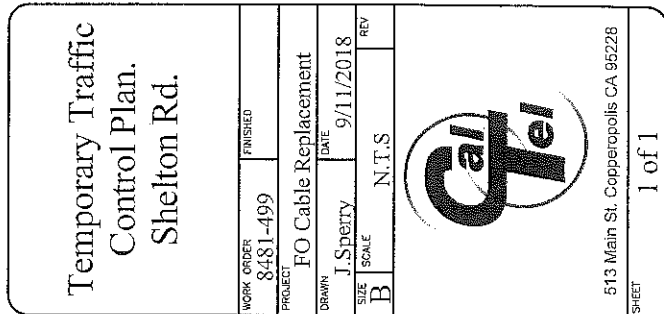 Temporary Traffic
Control Plan.
Shelton Rd.
WORK ORDER
8481-499
FINISHED
PROJECT
FO Cable Replacement
DRAWN
J.Sperry
DATE
9/11/2018
SIZE
B
SCALE
N.T.S
REV
Cal
Tel
513 Main St. Copperopolis CA 95228
SHEET
1 of 1